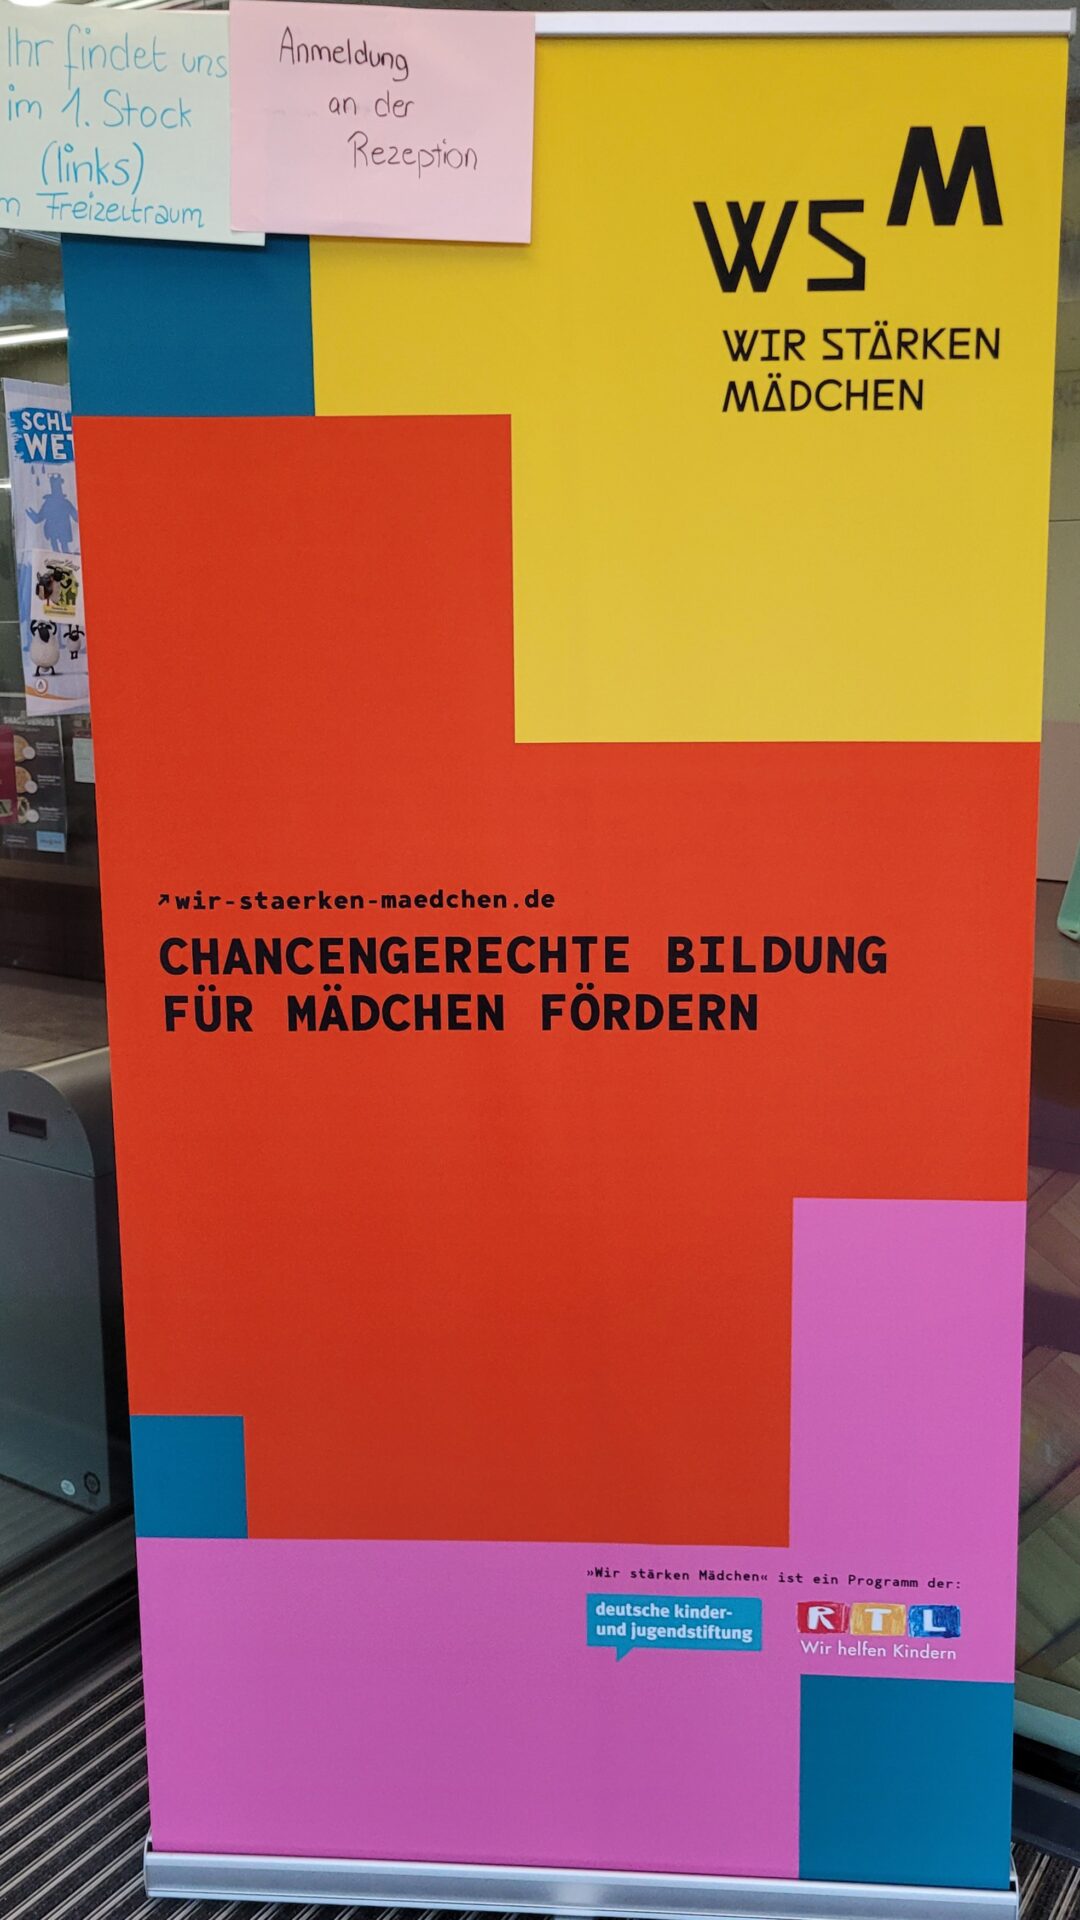 Ihr findet uns
im 1. Stock
(links)
Freizeitraum
Anmeldung
an der
Rezeption
WSM
WIR STÄRKEN
MÄDCHEN
SCHL
WET
↗wir-staerken-maedchen.de
CHANCENGERECHTE BILDUNG
FÜR MÄDCHEN FÖRDERN
»Wir stärken Mädchen« ist ein Programm der:
deutsche kinder-
und jugendstiftung
RTL
Wir helfen Kindern